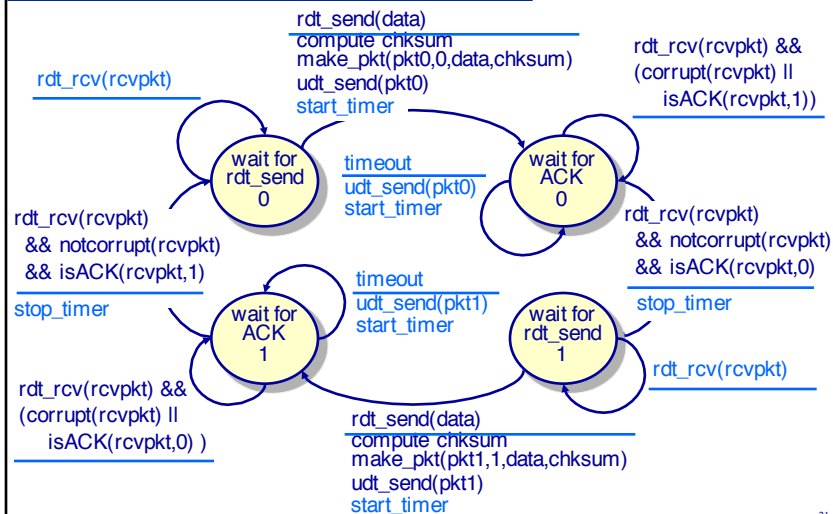 rdt_send(data)
compute chksum
make_pkt(pkt0,0,data,chksum)
udt_send(pkt0)
start_timer
rdt_rcv(rcvpkt) &&
(corrupt(rcvpkt) ||
isACK(rcvpkt,1))
rdt_rcv(rcvpkt)
wait for
rdt_send
0
timeout
udt_send(pkt0)
start_timer
wait for
ACK
0
rdt_rcv(rcvpkt)
&& notcorrupt(rcvpkt)
&& isACK(rcvpkt,1)
stop_timer
rdt_rcv(rcvpkt)
&& notcorrupt(rcvpkt)
&& isACK(rcvpkt,0)
stop_timer
wait for
ACK
1
timeout
udt_send(pkt1)
start_timer
wait for
rdt_send
1
rdt_rcv(rcvpkt)
rdt_rcv(rcvpkt) &&
(corrupt(rcvpkt) ||
isACK(rcvpkt,0) )
rdt_send(data)
compute chksum
make_pkt(pkt1,1,data,chksum)
udt_send(pkt1)
start_timer